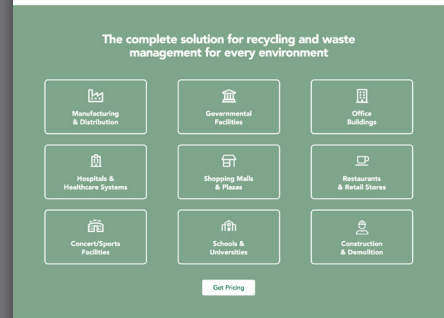 The complete solution for recycling and waste
management for every environment
Manufacturing
& Distribution
Governmental
Facilities
Office
Buildings
Hospitals &
Healthcare Systems
Shopping Malls
& Plazas
Restaurants
& Retail Stores
Concert/Sports
Facilities
Schools &
Universities
Construction
& Demolition
Get Pricing